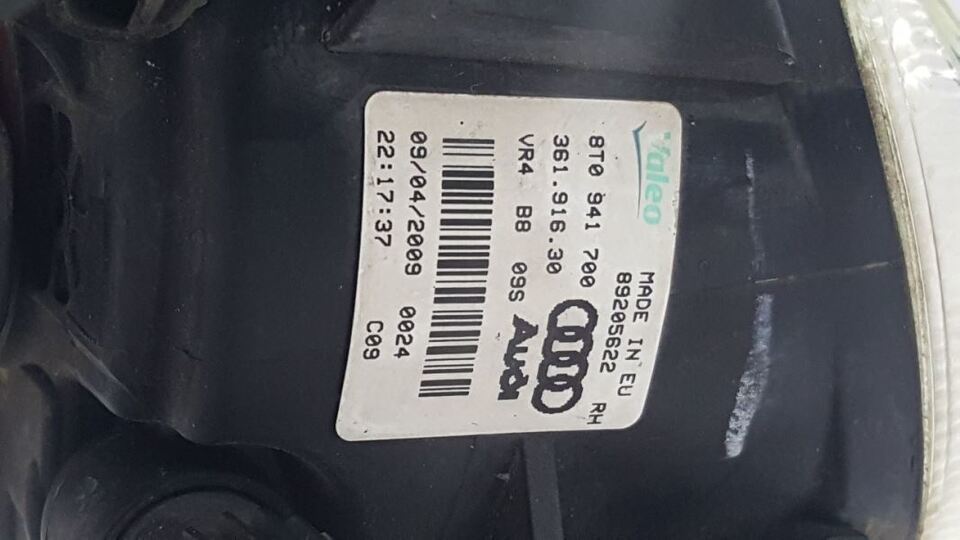 Valeo MADE IN EU
89205622
8T0 941 700 RH
361.916.30
VR4 B8 09S Audi
09/04/2009 0024
22:17:37 C09